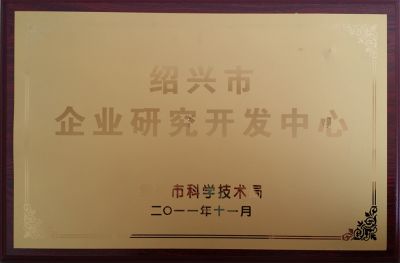 绍兴市
企业研究开发中心
市科学技术局
二〇一一年十一月